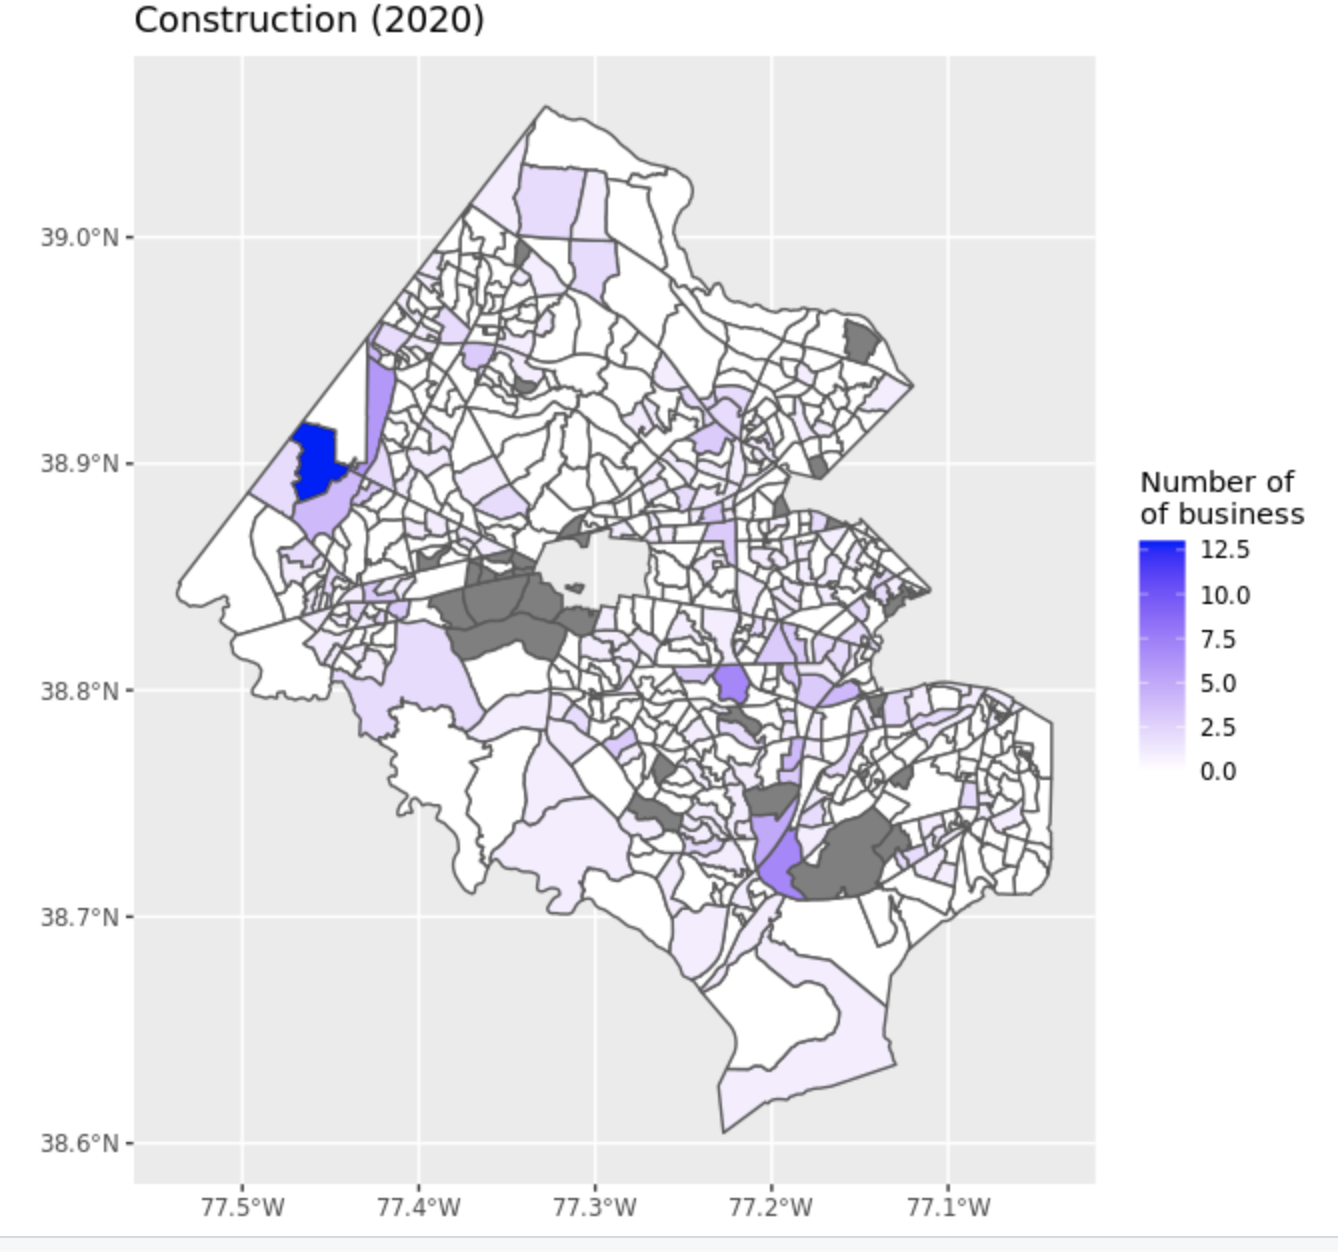 Construction (2020)
39.0°N
38.9°N
38.8°N
38.7°N
38.6°N
77.5°W
77.4°W
77.3°W
77.2°W
77.1°W
Number of
of business
12.5
10.0
7.5
5.0
2.5
0.0